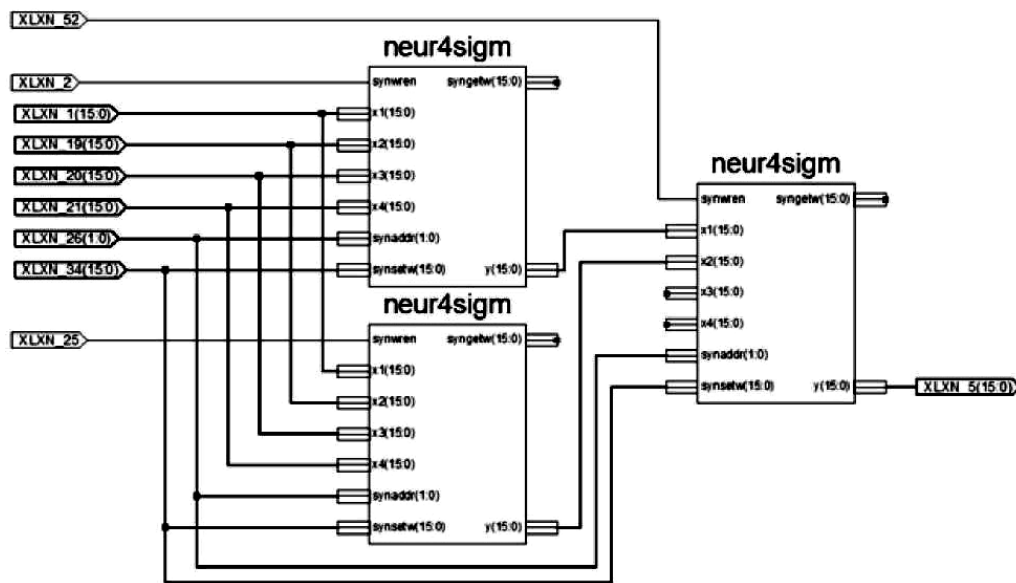 XLXN_52
neur4sigm
XLXN_2
synwren
syngetw(15:0)
XLXN_1(15:0)
x1(15:0)
XLXN_19(15:0)
x2(15:0)
XLXN_20(15:0)
x3(15:0)
XLXN_21(15:0)
x4(15:0)
XLXN_26(1:0)
synaddr(1:0)
XLXN_34(15:0)
synsetw(15:0)
y(15:0)
neur4sigm
XLXN_25
synwren
syngetw(15:0)
x1(15:0)
x2(15:0)
x3(15:0)
x4(15:0)
synaddr(1:0)
synsetw(15:0)
y(15:0)
neur4sigm
synwren
syngetw(15:0)
x1(15:0)
x2(15:0)
x3(15:0)
x4(15:0)
synaddr(1:0)
synsetw(15:0)
y(15:0)
XLXN_5(15:0)